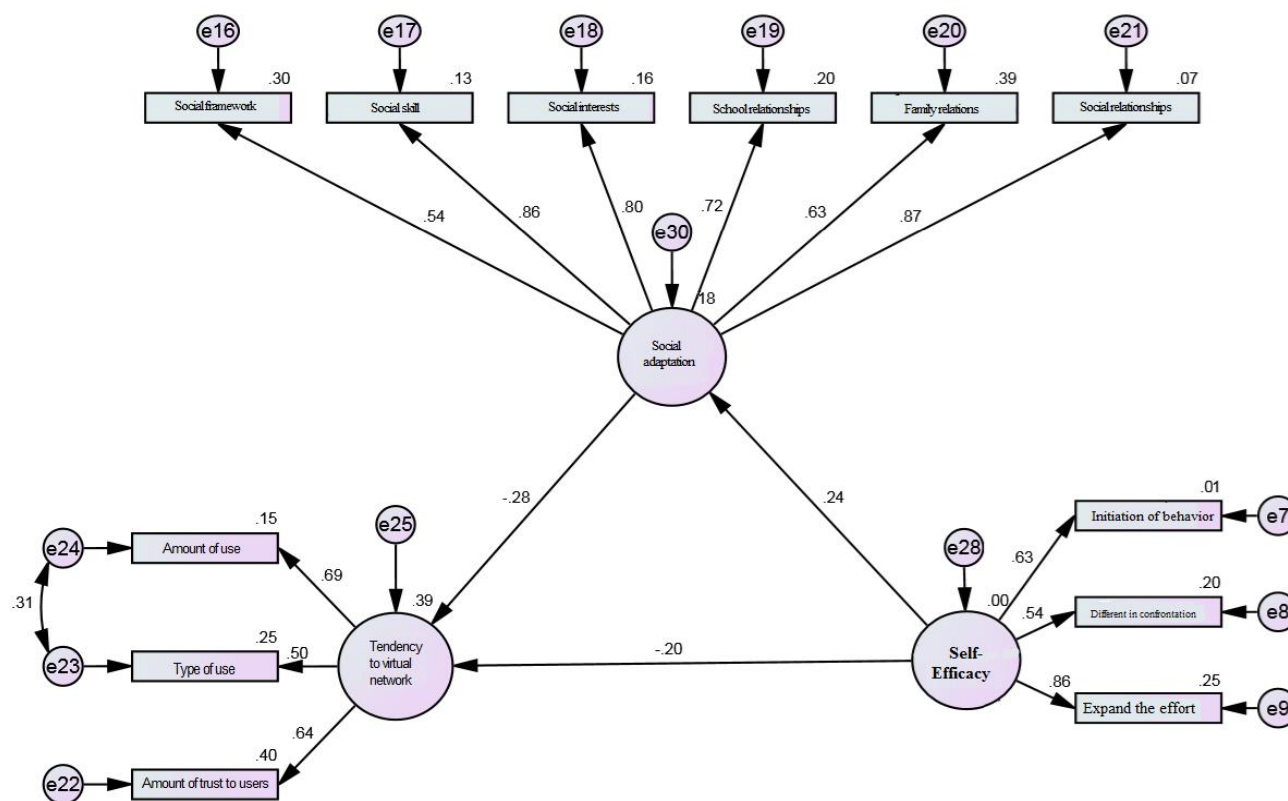 e16
e17
e18
e19
e20
e21
.30
.13
.16
.20
.39
.07
Social framework
Social skill
Social interests
School relationships
Family relations
Social relationships
.54
.86
.80
.72
.63
.87
e30
.18
Social
adaptation
-.28
.24
e24
.15
Amount of use
.31
.69
e25
.39
e23
.25
Type of use
.50
Tendency
to virtual
network
-.20
.64
e22
.40
Amount of trust to users
e28
.00
Self-
Efficacy
.01
Initiation of behavior
e7
.63
.20
Different in confrontation
e8
.54
.25
Expand the effort
e9
.86